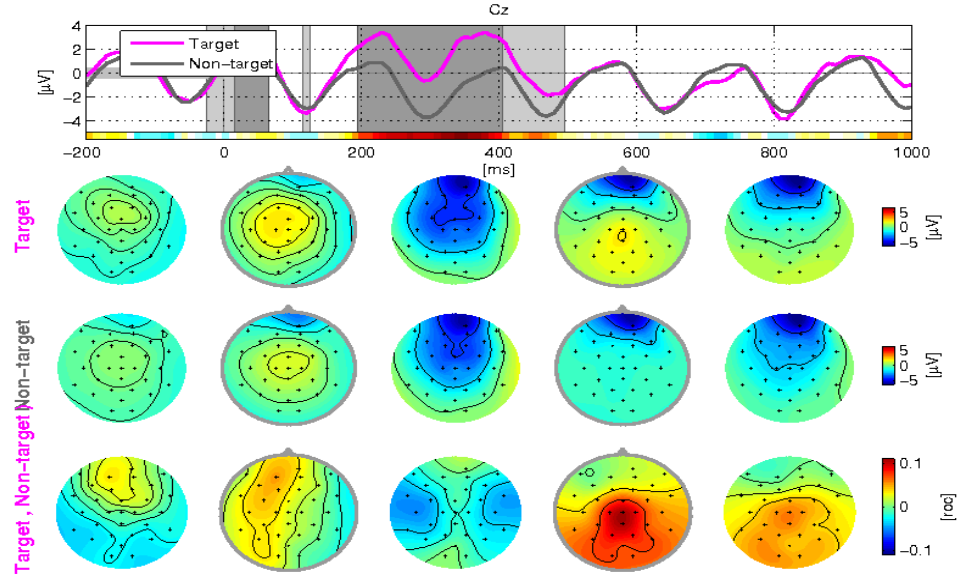 Cz
[μV]
4
2
0
−2
−4
Target
Non−target
−200
0
200
400
600
800
1000
[ms]
Target
5
0
−5
[μV]
Non−target
5
0
−5
[μV]
Target , Non−target
0.1
0
−0.1
[roc]